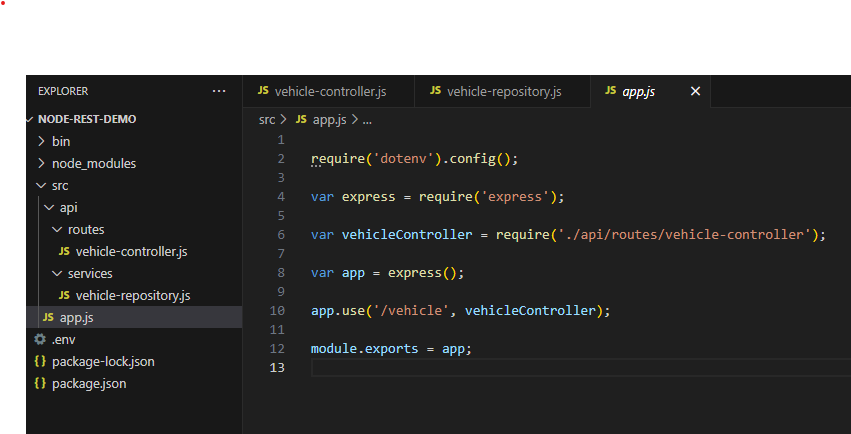 EXPLORER ...
NODE-REST-DEMO
bin
node_modules
src
api
routes
JS vehicle-controller.js
services
JS vehicle-repository.js
JS app.js
.env
{} package-lock.json
{} package.json
JS vehicle-controller.js JS vehicle-repository.js JS app.js
src > JS app.js > ...
1
2 require('dotenv').config();
3
4 var express = require('express');
5
6 var vehicleController = require('./api/routes/vehicle-controller');
7
8 var app = express();
9
10 app.use('/vehicle', vehicleController);
11
12 module.exports = app;
13